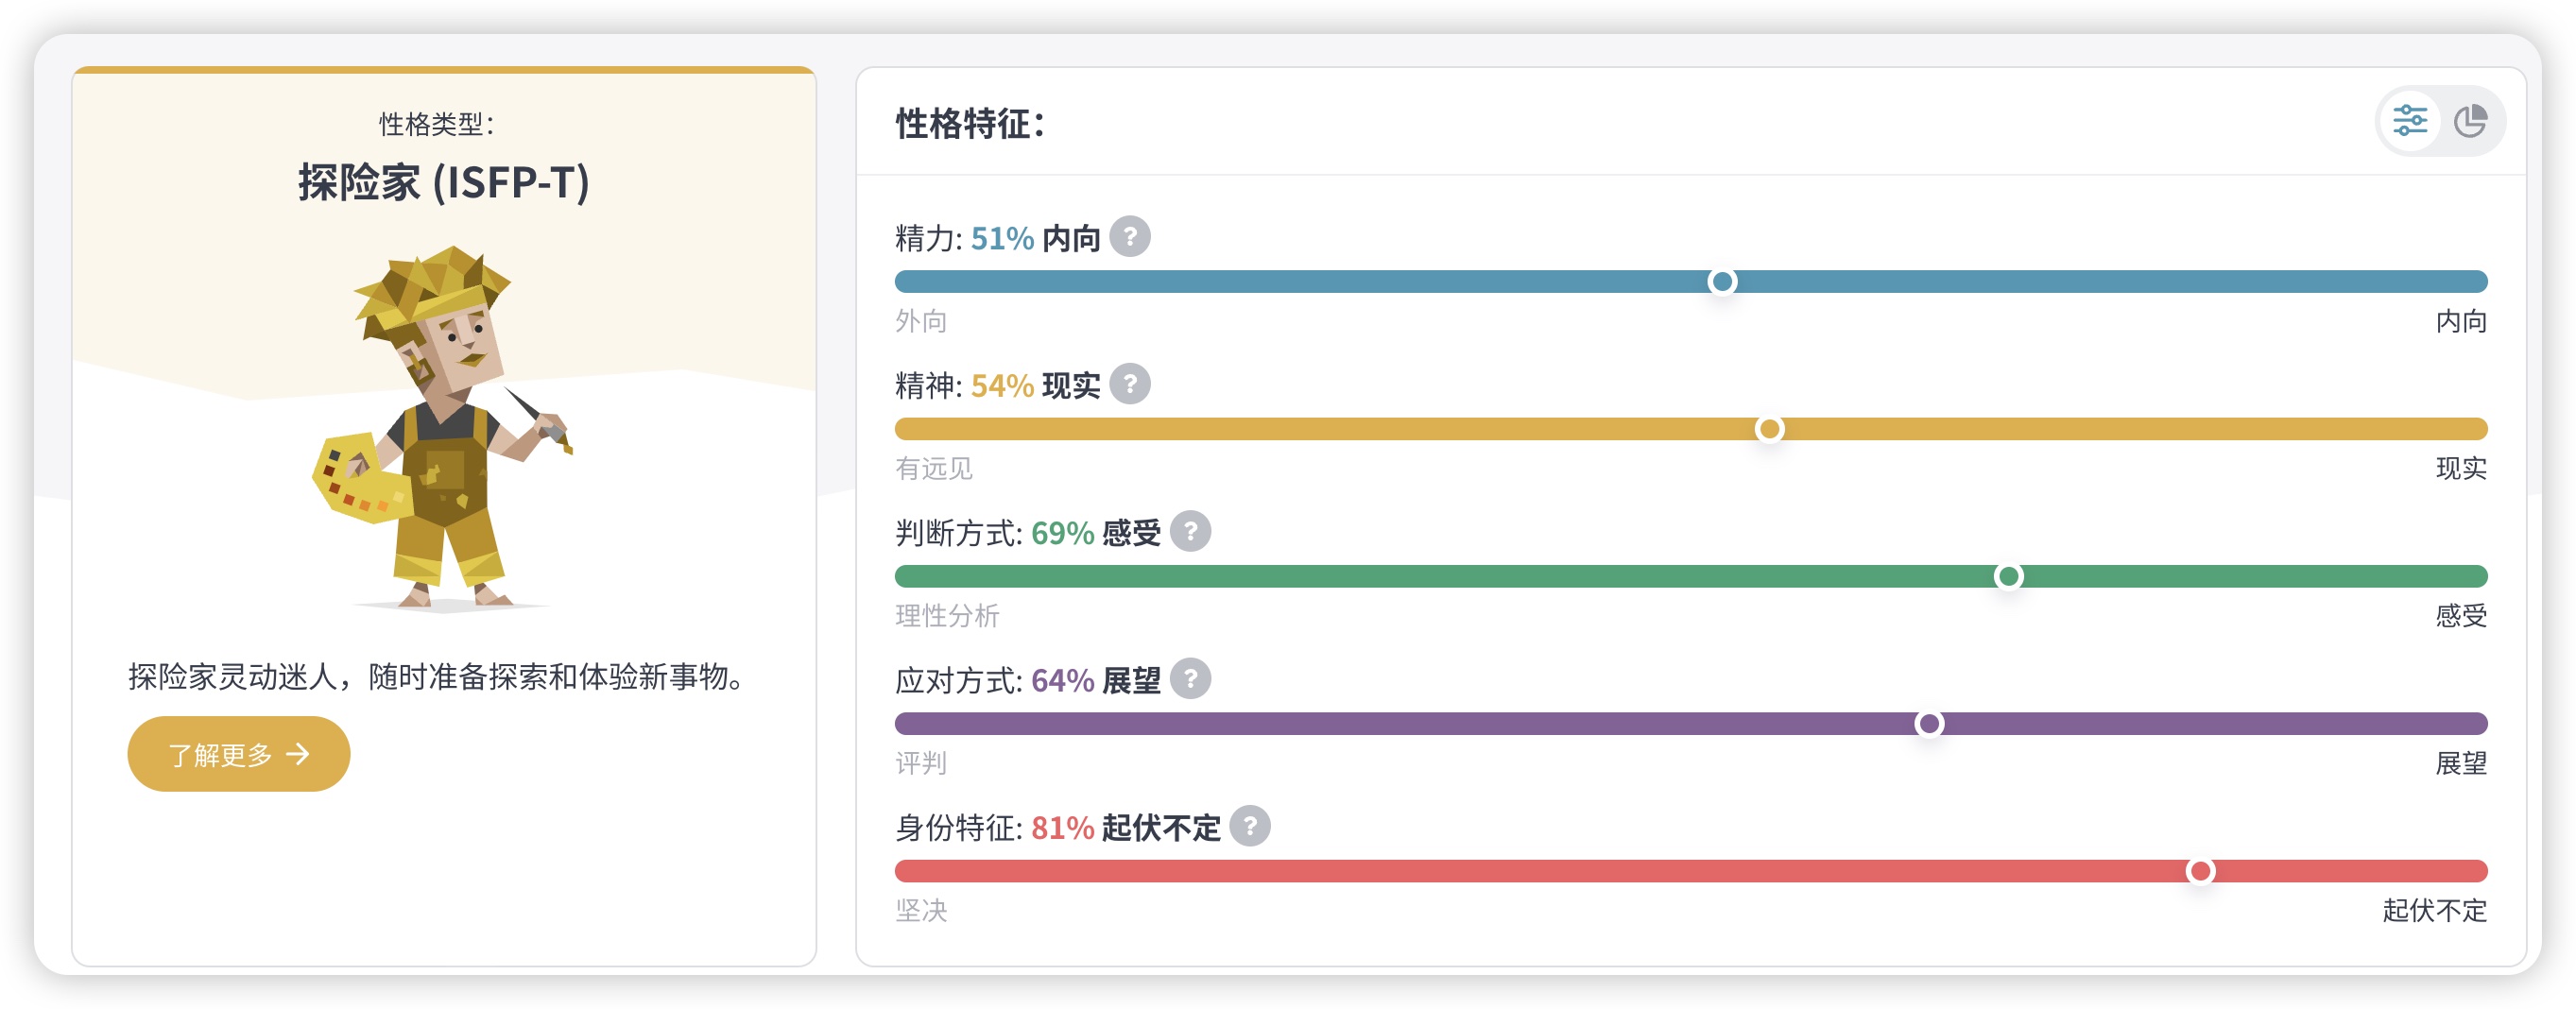 性格类型：
探险家 (ISFP-T)
探险家灵动迷人，随时准备探索和体验新事物。
了解更多 →
性格特征：
精力: 51% 内向 ?
外向 内向
精神: 54% 现实 ?
有远见 现实
判断方式: 69% 感受 ?
理性分析 感受
应对方式: 64% 展望 ?
评判 展望
身份特征: 81% 起伏不定 ?
坚决 起伏不定